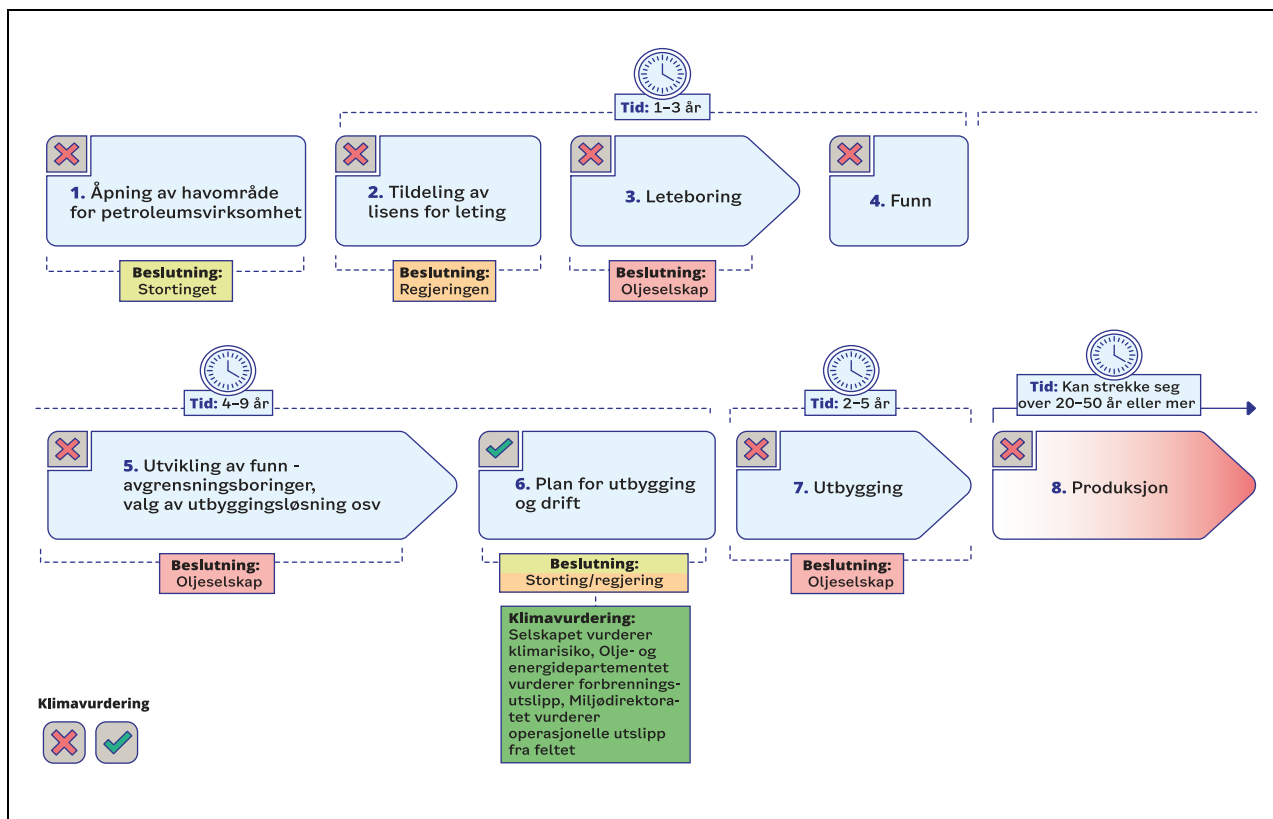 Tid: 1–3 år
1. Åpning av havområde
for petroleumsvirksomhet
2. Tildeling av
lisens for leting
3. Leteboring
4. Funn
Beslutning:
Stortinget
Beslutning:
Regjeringen
Beslutning:
Oljeselskap
Tid: 4–9 år
Tid: 2–5 år
Tid: Kan strekke seg
over 20–50 år eller mer
5. Utvikling av funn -
avgrensningsboringer,
valg av utbyggingsløsning osv
6. Plan for utbygging
og drift
7. Utbygging
8. Produksjon
Beslutning:
Oljeselskap
Beslutning:
Storting/regjering
Beslutning:
Oljeselskap
Klimavurdering:
Selskapet vurderer
klimarisiko, Olje- og
energidepartementet
vurderer forbrennings-
utslipp, Miljødirektora-
tet vurderer
operasjonelle utslipp
fra feltet
Klimavurdering